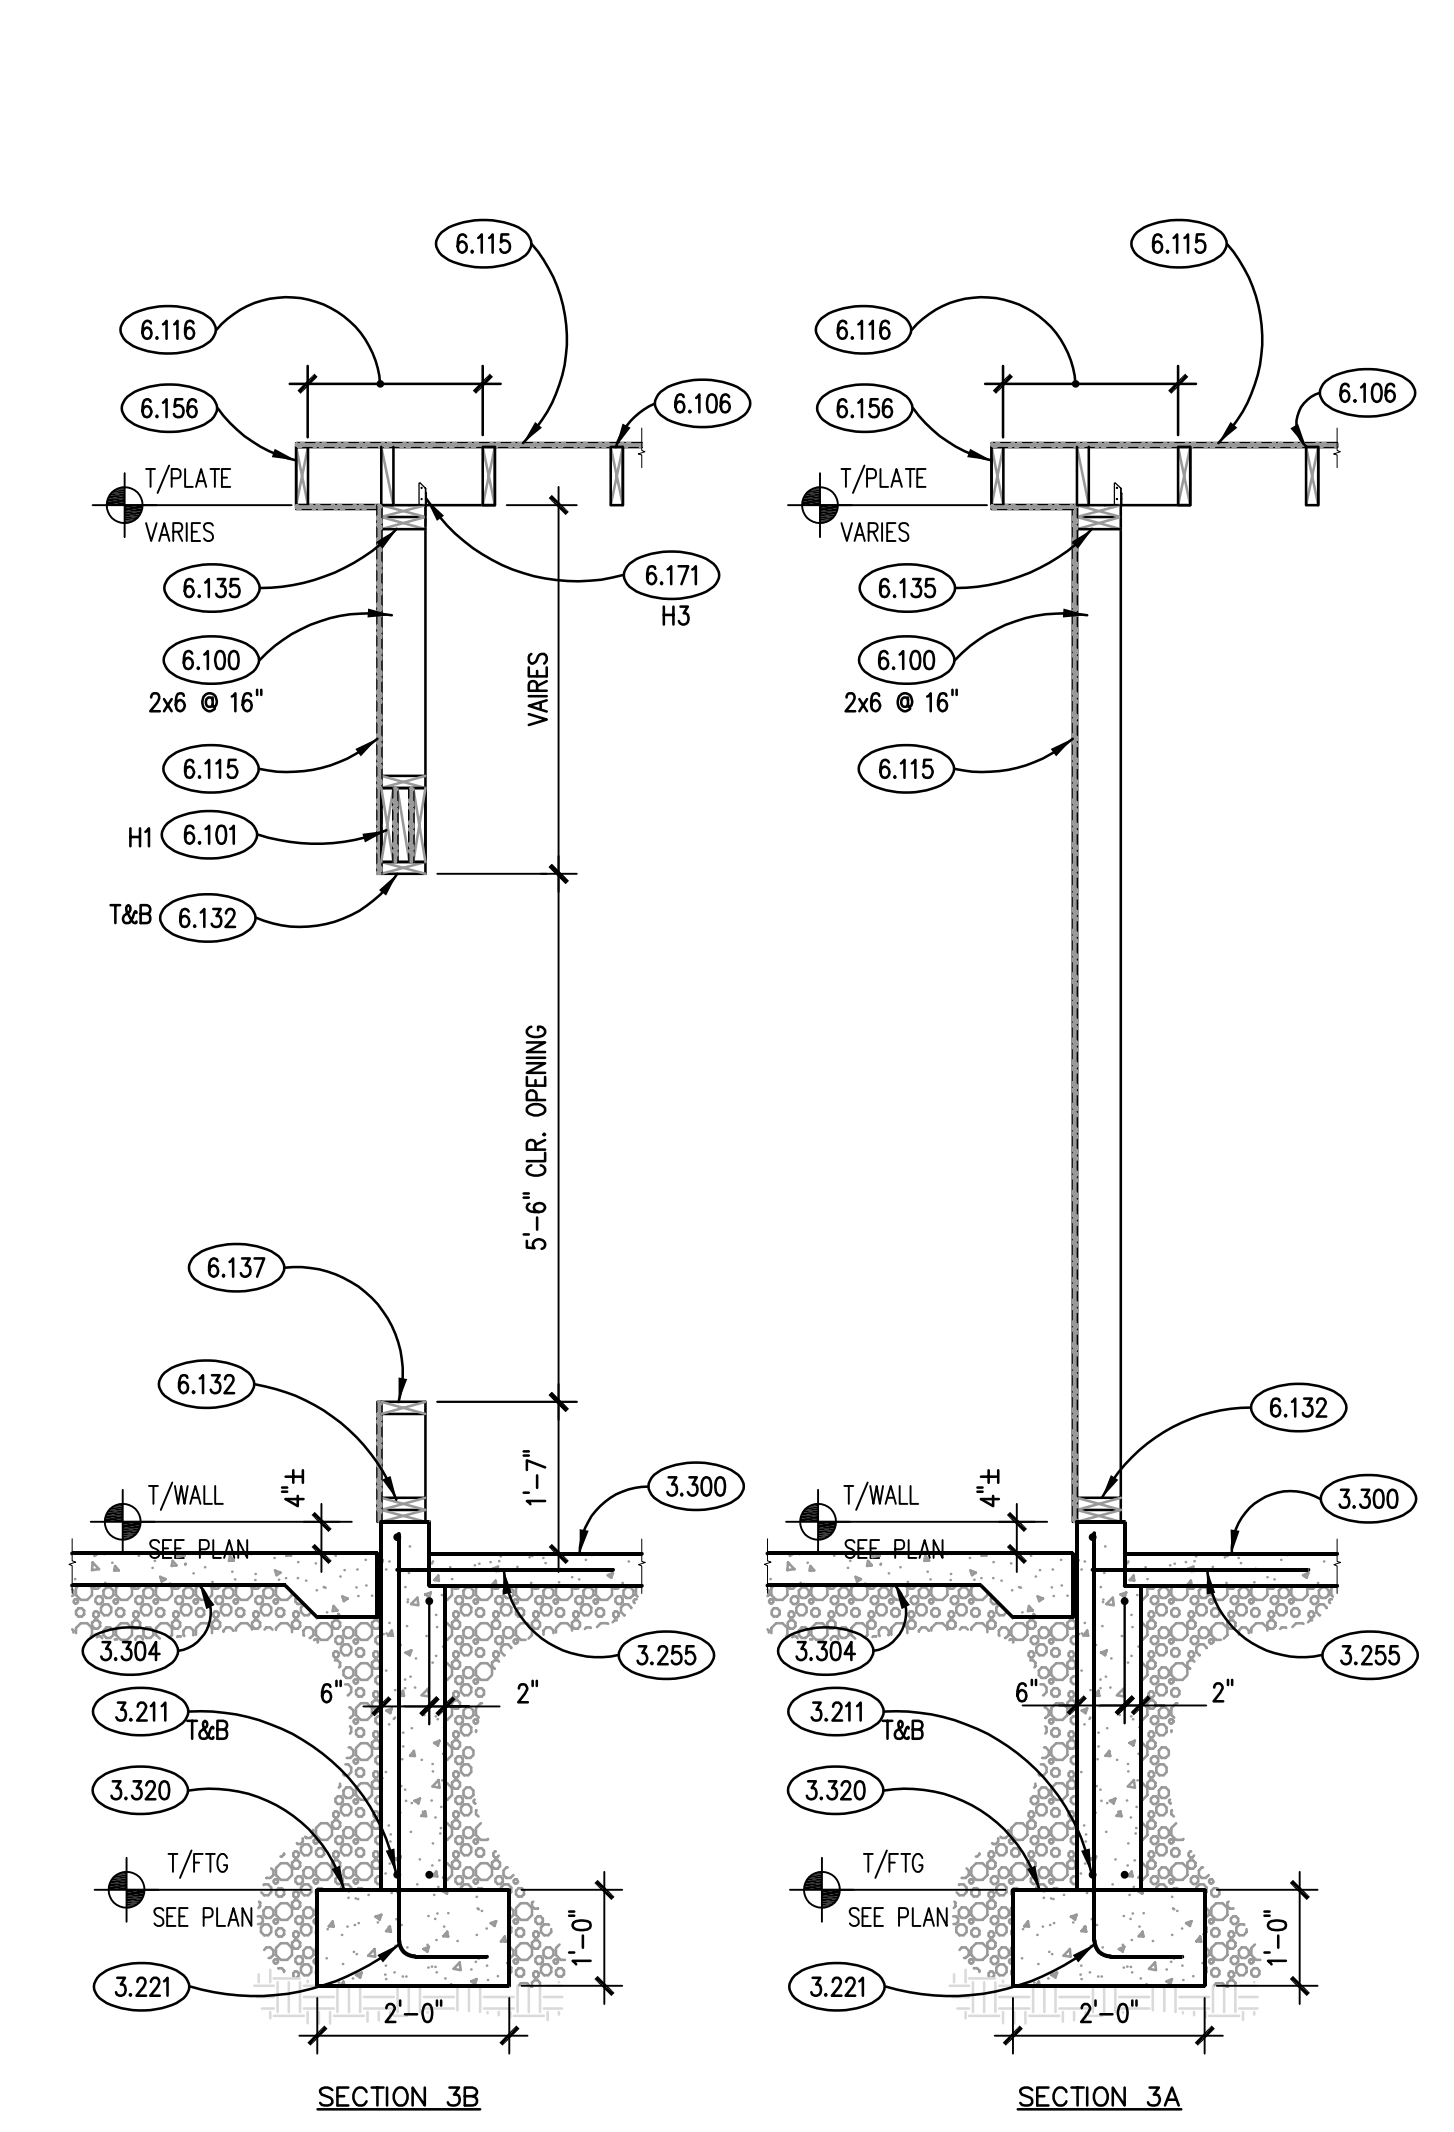 6.115
6.116
6.156
6.106
T/PLATE
VARIES
6.135
6.171
H3
6.100
2x6 @ 16"
VAIRES
6.115
H1 6.101
T&B 6.132
5'-6" CLR. OPENING
6.137
6.132
1'-7"
4"±
T/WALL
SEE PLAN
3.300
3.304
3.255
6"
2"
3.211
T&B
3.320
T/FTG
SEE PLAN
1'-0"
3.221
2'-0"
SECTION 3B
6.115
6.116
6.156
6.106
T/PLATE
VARIES
6.135
6.100
2x6 @ 16"
6.115
6.132
4"±
T/WALL
SEE PLAN
3.300
3.304
3.255
6"
2"
3.211
T&B
3.320
T/FTG
SEE PLAN
1'-0"
3.221
2'-0"
SECTION 3A